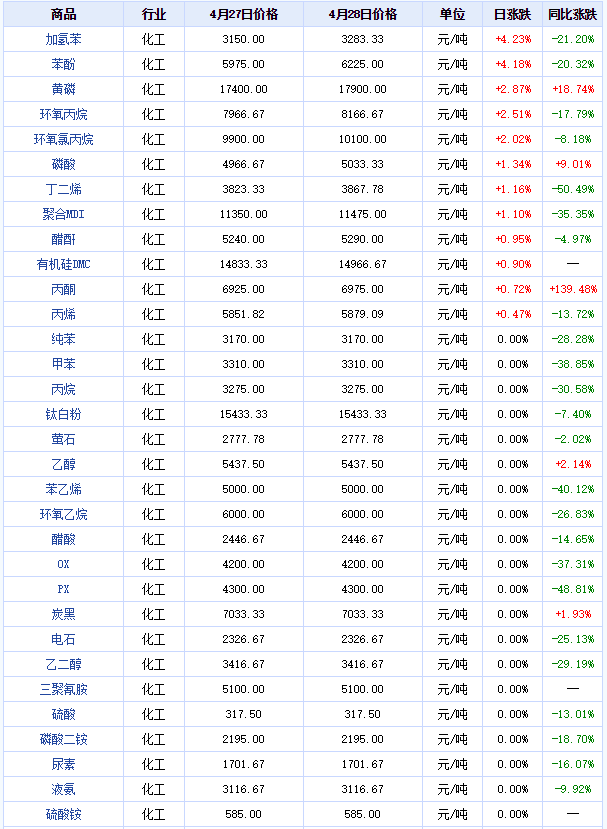 商品 行业 4月27日价格 4月28日价格 单位 日涨跌 同比涨跌
加氢苯 化工 3150.00 3283.33 元/吨 +4.23% -21.20%
苯酚 化工 5975.00 6225.00 元/吨 +4.18% -20.32%
黄磷 化工 17400.00 17900.00 元/吨 +2.87% +18.74%
环氧丙烷 化工 7966.67 8166.67 元/吨 +2.51% -17.79%
环氧氯丙烷 化工 9900.00 10100.00 元/吨 +2.02% -8.18%
磷酸 化工 4966.67 5033.33 元/吨 +1.34% +9.01%
丁二烯 化工 3823.33 3867.78 元/吨 +1.16% -50.49%
聚合MDI 化工 11350.00 11475.00 元/吨 +1.10% -35.35%
醋酐 化工 5240.00 5290.00 元/吨 +0.95% -4.97%
有机硅DMC 化工 14833.33 14966.67 元/吨 +0.90% —
丙酮 化工 6925.00 6975.00 元/吨 +0.72% +139.48%
丙烯 化工 5851.82 5879.09 元/吨 +0.47% -13.72%
纯苯 化工 3170.00 3170.00 元/吨 0.00% -28.28%
甲苯 化工 3310.00 3310.00 元/吨 0.00% -38.85%
丙烷 化工 3275.00 3275.00 元/吨 0.00% -30.58%
钛白粉 化工 15433.33 15433.33 元/吨 0.00% -7.40%
萤石 化工 2777.78 2777.78 元/吨 0.00% -2.02%
乙醇 化工 5437.50 5437.50 元/吨 0.00% +2.14%
苯乙烯 化工 5000.00 5000.00 元/吨 0.00% -40.12%
环氧乙烷 化工 6000.00 6000.00 元/吨 0.00% -26.83%
醋酸 化工 2446.67 2446.67 元/吨 0.00% -14.65%
OX 化工 4200.00 4200.00 元/吨 0.00% -37.31%
PX 化工 4300.00 4300.00 元/吨 0.00% -48.81%
炭黑 化工 7033.33 7033.33 元/吨 0.00% +1.93%
电石 化工 2326.67 2326.67 元/吨 0.00% -25.13%
乙二醇 化工 3416.67 3416.67 元/吨 0.00% -29.19%
三聚氰胺 化工 5100.00 5100.00 元/吨 0.00% —
硫酸 化工 317.50 317.50 元/吨 0.00% -13.01%
磷酸二铵 化工 2195.00 2195.00 元/吨 0.00% -18.70%
尿素 化工 1701.67 1701.67 元/吨 0.00% -16.07%
液氨 化工 3116.67 3116.67 元/吨 0.00% -9.92%
硫酸铵 化工 585.00 585.00 元/吨 0.00% —